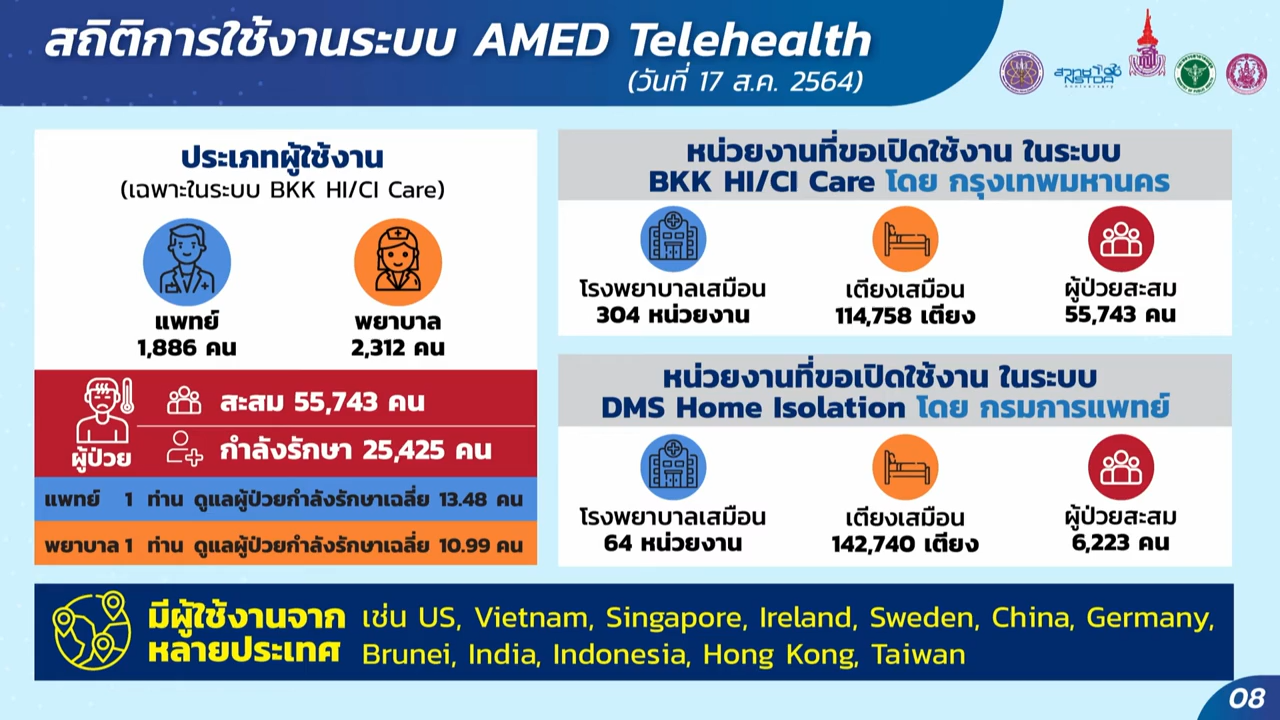 สถิติการใช้งานระบบ AMED Telehealth
(วันที่ 17 ส.ค. 2564)
สวทช
NSTDA
Anniversary
ประเภทผู้ใช้งาน
(เฉพาะในระบบ BKK HI/CI Care)
แพทย์
1,886 คน
พยาบาล
2,312 คน
ผู้ป่วย
สะสม 55,743 คน
กำลังรักษา 25,425 คน
แพทย์ 1 ท่าน ดูแลผู้ป่วยกำลังรักษาเฉลี่ย 13.48 คน
พยาบาล 1 ท่าน ดูแลผู้ป่วยกำลังรักษาเฉลี่ย 10.99 คน
หน่วยงานที่ขอเปิดใช้งาน ในระบบ
BKK HI/CI Care โดย กรุงเทพมหานคร
โรงพยาบาลเสมือน
304 หน่วยงาน
เตียงเสมือน
114,758 เตียง
ผู้ป่วยสะสม
55,743 คน
หน่วยงานที่ขอเปิดใช้งาน ในระบบ
DMS Home Isolation โดย กรมการแพทย์
โรงพยาบาลเสมือน
64 หน่วยงาน
เตียงเสมือน
142,740 เตียง
ผู้ป่วยสะสม
6,223 คน
มีผู้ใช้งานจาก
หลายประเทศ
เช่น US, Vietnam, Singapore, Ireland, Sweden, China, Germany,
Brunei, India, Indonesia, Hong Kong, Taiwan
08